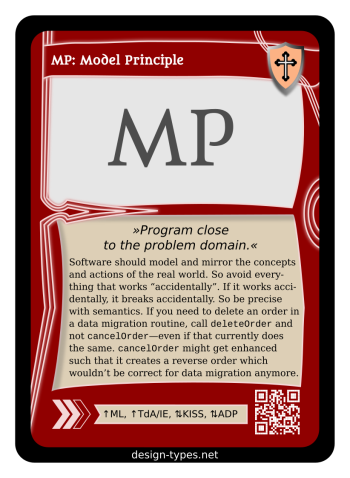 MP: Model Principle
MP
»Program close
to the problem domain.«
Software should model and mirror the concepts
and actions of the real world. So avoid every-
thing that works “accidentally”. If it works acci-
dentally, it breaks accidentally. So be precise
with semantics. If you need to delete an order in
a data migration routine, call deleteOrder and
not cancelOrder—even if that currently does
the same. cancelOrder might get enhanced
such that it creates a reverse order which
wouldn’t be correct for data migration anymore.
↑ML, ↑TdA/IE, ⇅KISS, ⇅ADP
design-types.net